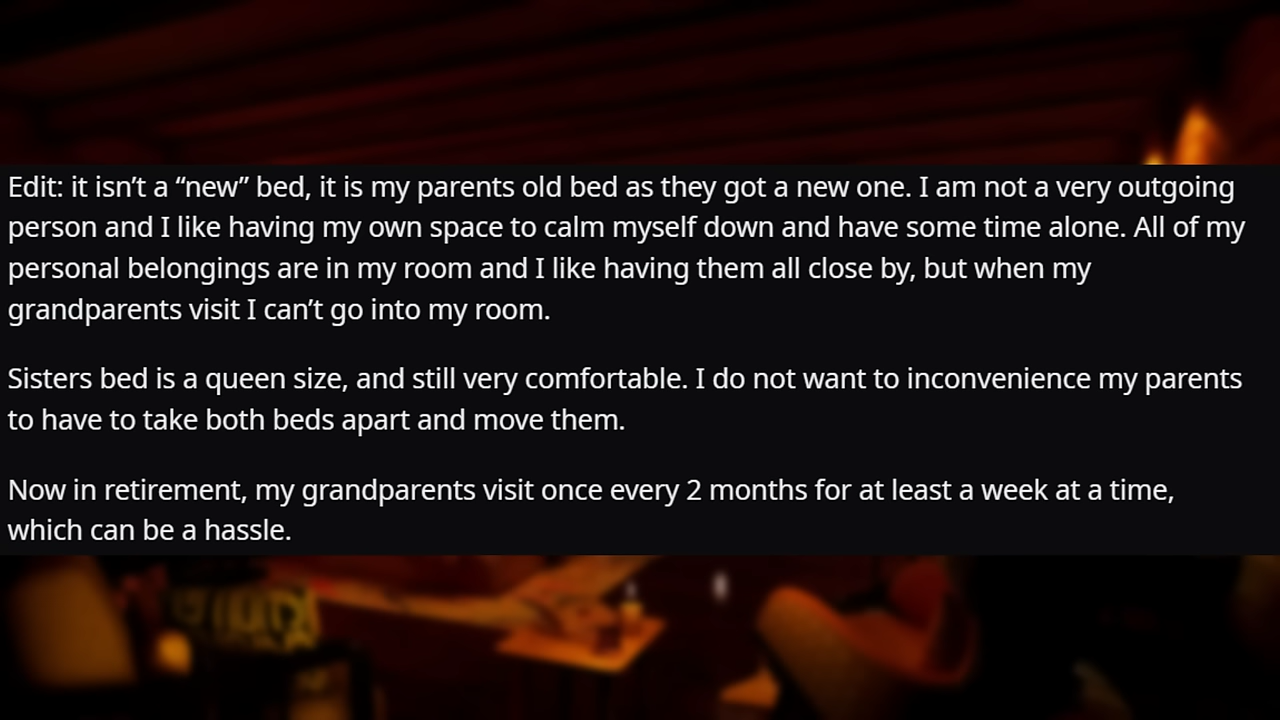 Edit: it isn’t a “new” bed, it is my parents old bed as they got a new one. I am not a very outgoing
person and I like having my own space to calm myself down and have some time alone. All of my
personal belongings are in my room and I like having them all close by, but when my
grandparents visit I can’t go into my room.
Sisters bed is a queen size, and still very comfortable. I do not want to inconvenience my parents
to have to take both beds apart and move them.
Now in retirement, my grandparents visit once every 2 months for at least a week at a time,
which can be a hassle.